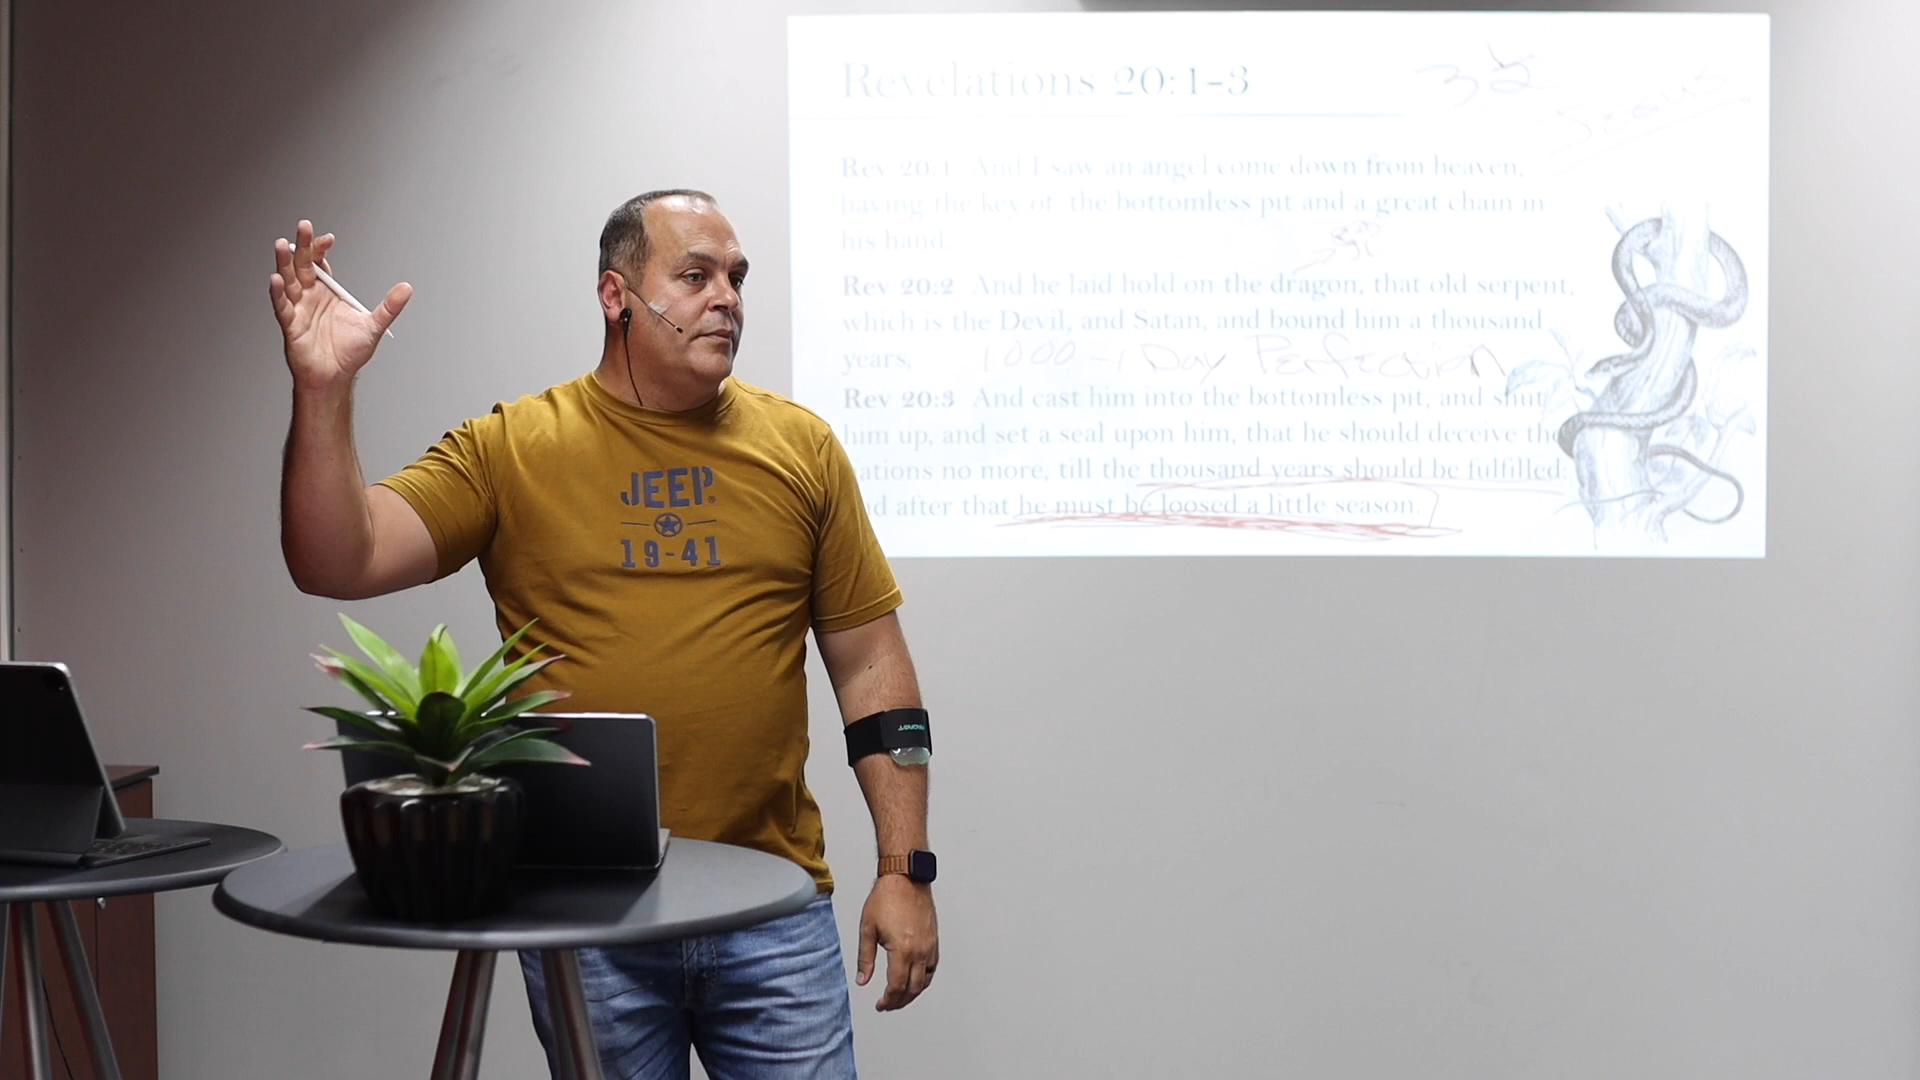 Revelations 20:1-3
3 1/2
Rev 20:1 And I saw an angel come down from heaven,
having the key of the bottomless pit and a great chain in
his hand.
Rev 20:2 And he laid hold on the dragon, that old serpent,
which is the Devil, and Satan, and bound him a thousand
years,
1000 - 1 Day Perfection
Rev 20:3 And cast him into the bottomless pit, and shut
him up, and set a seal upon him, that he should deceive the
ations no more, till the thousand years should be fulfilled:
nd after that he must be loosed a little season.
JEEP
19-41